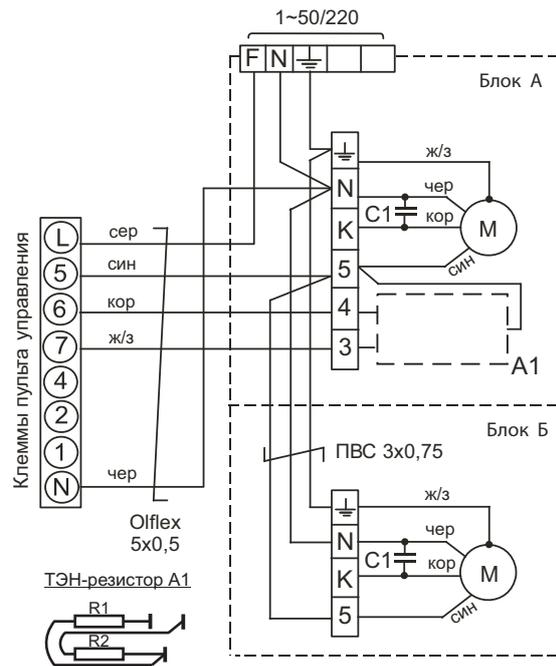 1~50/220
F N
Блок А
ж/з
N
чер
C1
кор
M
K
син
5
4
3
A1
Клеммы пульта управления
L
5
6
7
4
2
1
N
сер
син
кор
ж/з
чер
Olflex
5x0,5
Блок Б
ПВС 3x0,75
ж/з
N
чер
C1
кор
M
K
син
5
ТЭН-резистор А1
R1
R2